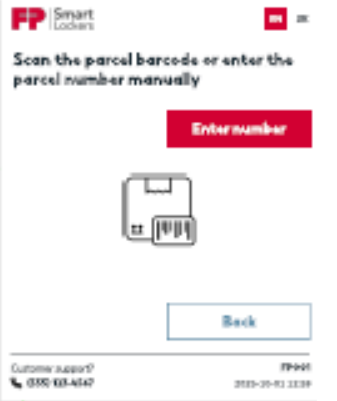 FP Smart
Lockers
EN
Scan the parcel barcode or enter the
parcel number manually
Enter number
Back
Customer support?